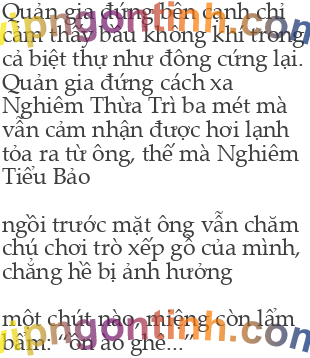 Quản gia đứng bên cạnh chỉ
cảm thấy bầu không khí trong
cả biệt thự như đông cứng lại.
Quản gia đứng cách xa
Nghiêm Thừa Trì ba mét mà
vẫn cảm nhận được hơi lạnh
tỏa ra từ ông, thế mà Nghiêm
Tiểu Bảo
ngồi trước mặt ông vẫn chăm
chú chơi trò xếp gỗ của mình,
chẳng hề bị ảnh hưởng
một chút nào, miệng còn lẩm
bẩm: “ồn ào ghê...”